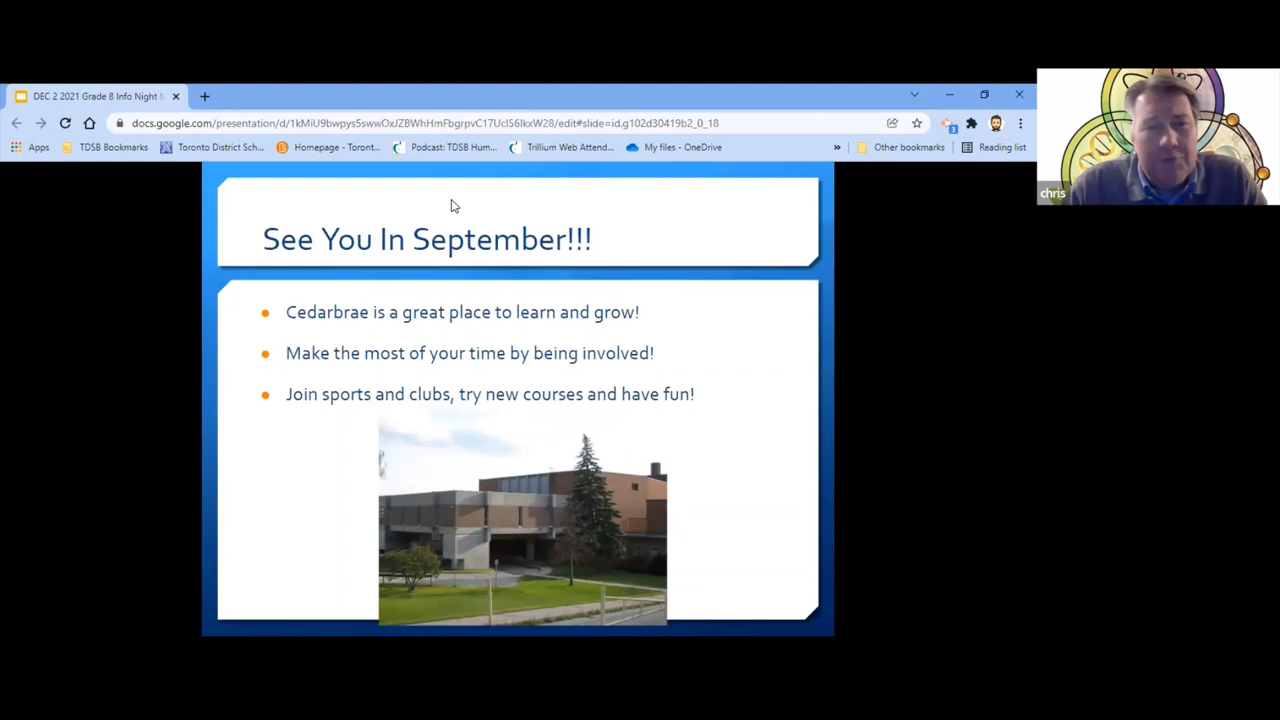 DEC 2 2021 Grade 8 Info Night
docs.google.com/presentation/d/1kMiU9bwpys5swwOxJZBWhHmFbgrpvC17UcI56IkxW28/edit#slide=id.g102d30419b2_0_18
3
Apps
TDSB Bookmarks
Toronto District Sch...
Homepage - Toront...
Podcast: TDSB Hum...
Trillium Web Attend...
My files - OneDrive
»
Other bookmarks
Reading list
chris
See You In September!!!
Cedarbrae is a great place to learn and grow!
Make the most of your time by being involved!
Join sports and clubs, try new courses and have fun!